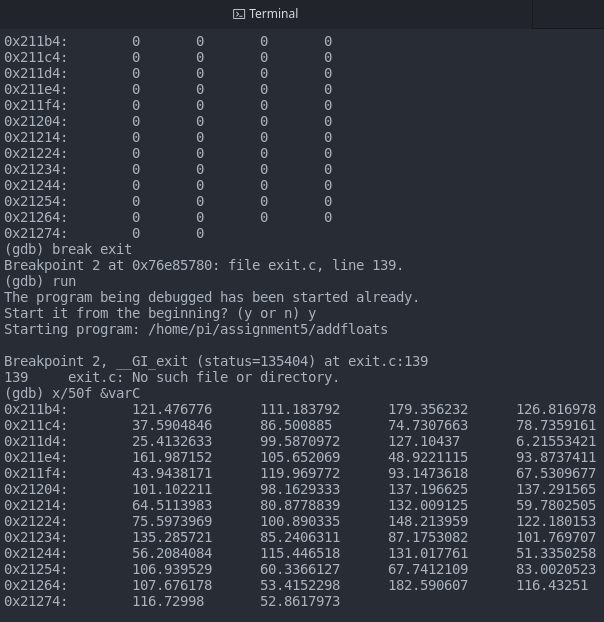 Terminal
0x211b4: 0 0 0 0
0x211c4: 0 0 0 0
0x211d4: 0 0 0 0
0x211e4: 0 0 0 0
0x211f4: 0 0 0 0
0x21204: 0 0 0 0
0x21214: 0 0 0 0
0x21224: 0 0 0 0
0x21234: 0 0 0 0
0x21244: 0 0 0 0
0x21254: 0 0 0 0
0x21264: 0 0 0 0
0x21274: 0 0
(gdb) break exit
Breakpoint 2 at 0x76e85780: file exit.c, line 139.
(gdb) run
The program being debugged has been started already.
Start it from the beginning? (y or n) y
Starting program: /home/pi/assignment5/addfloats
Breakpoint 2, __GI_exit (status=135404) at exit.c:139
139 exit.c: No such file or directory.
(gdb) x/50f &varC
0x211b4: 121.476776 111.183792 179.356232 126.816978
0x211c4: 37.5904846 86.500885 74.7307663 78.7359161
0x211d4: 25.4132633 99.5870972 127.10437 6.21553421
0x211e4: 161.987152 105.652069 48.9221115 93.8737411
0x211f4: 43.9438171 119.969772 93.1473618 67.5309677
0x21204: 101.102211 98.1629333 137.196625 137.291565
0x21214: 64.5113983 80.8778839 132.009125 59.7802505
0x21224: 75.5973969 100.890335 148.213959 122.180153
0x21234: 135.285721 85.2406311 87.1753082 101.769707
0x21244: 56.2084084 115.446518 131.017761 51.3350258
0x21254: 106.939529 60.3366127 67.7412109 83.0020523
0x21264: 107.676178 53.4152298 182.590607 116.43251
0x21274: 116.72998 52.8617973